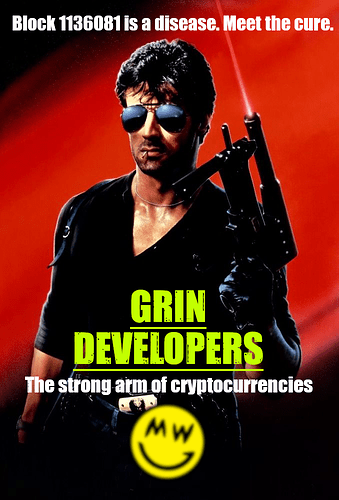 Block 1136081 is a disease. Meet the cure.
GRIN
DEVELOPERS
The strong arm of cryptocurrencies
MW